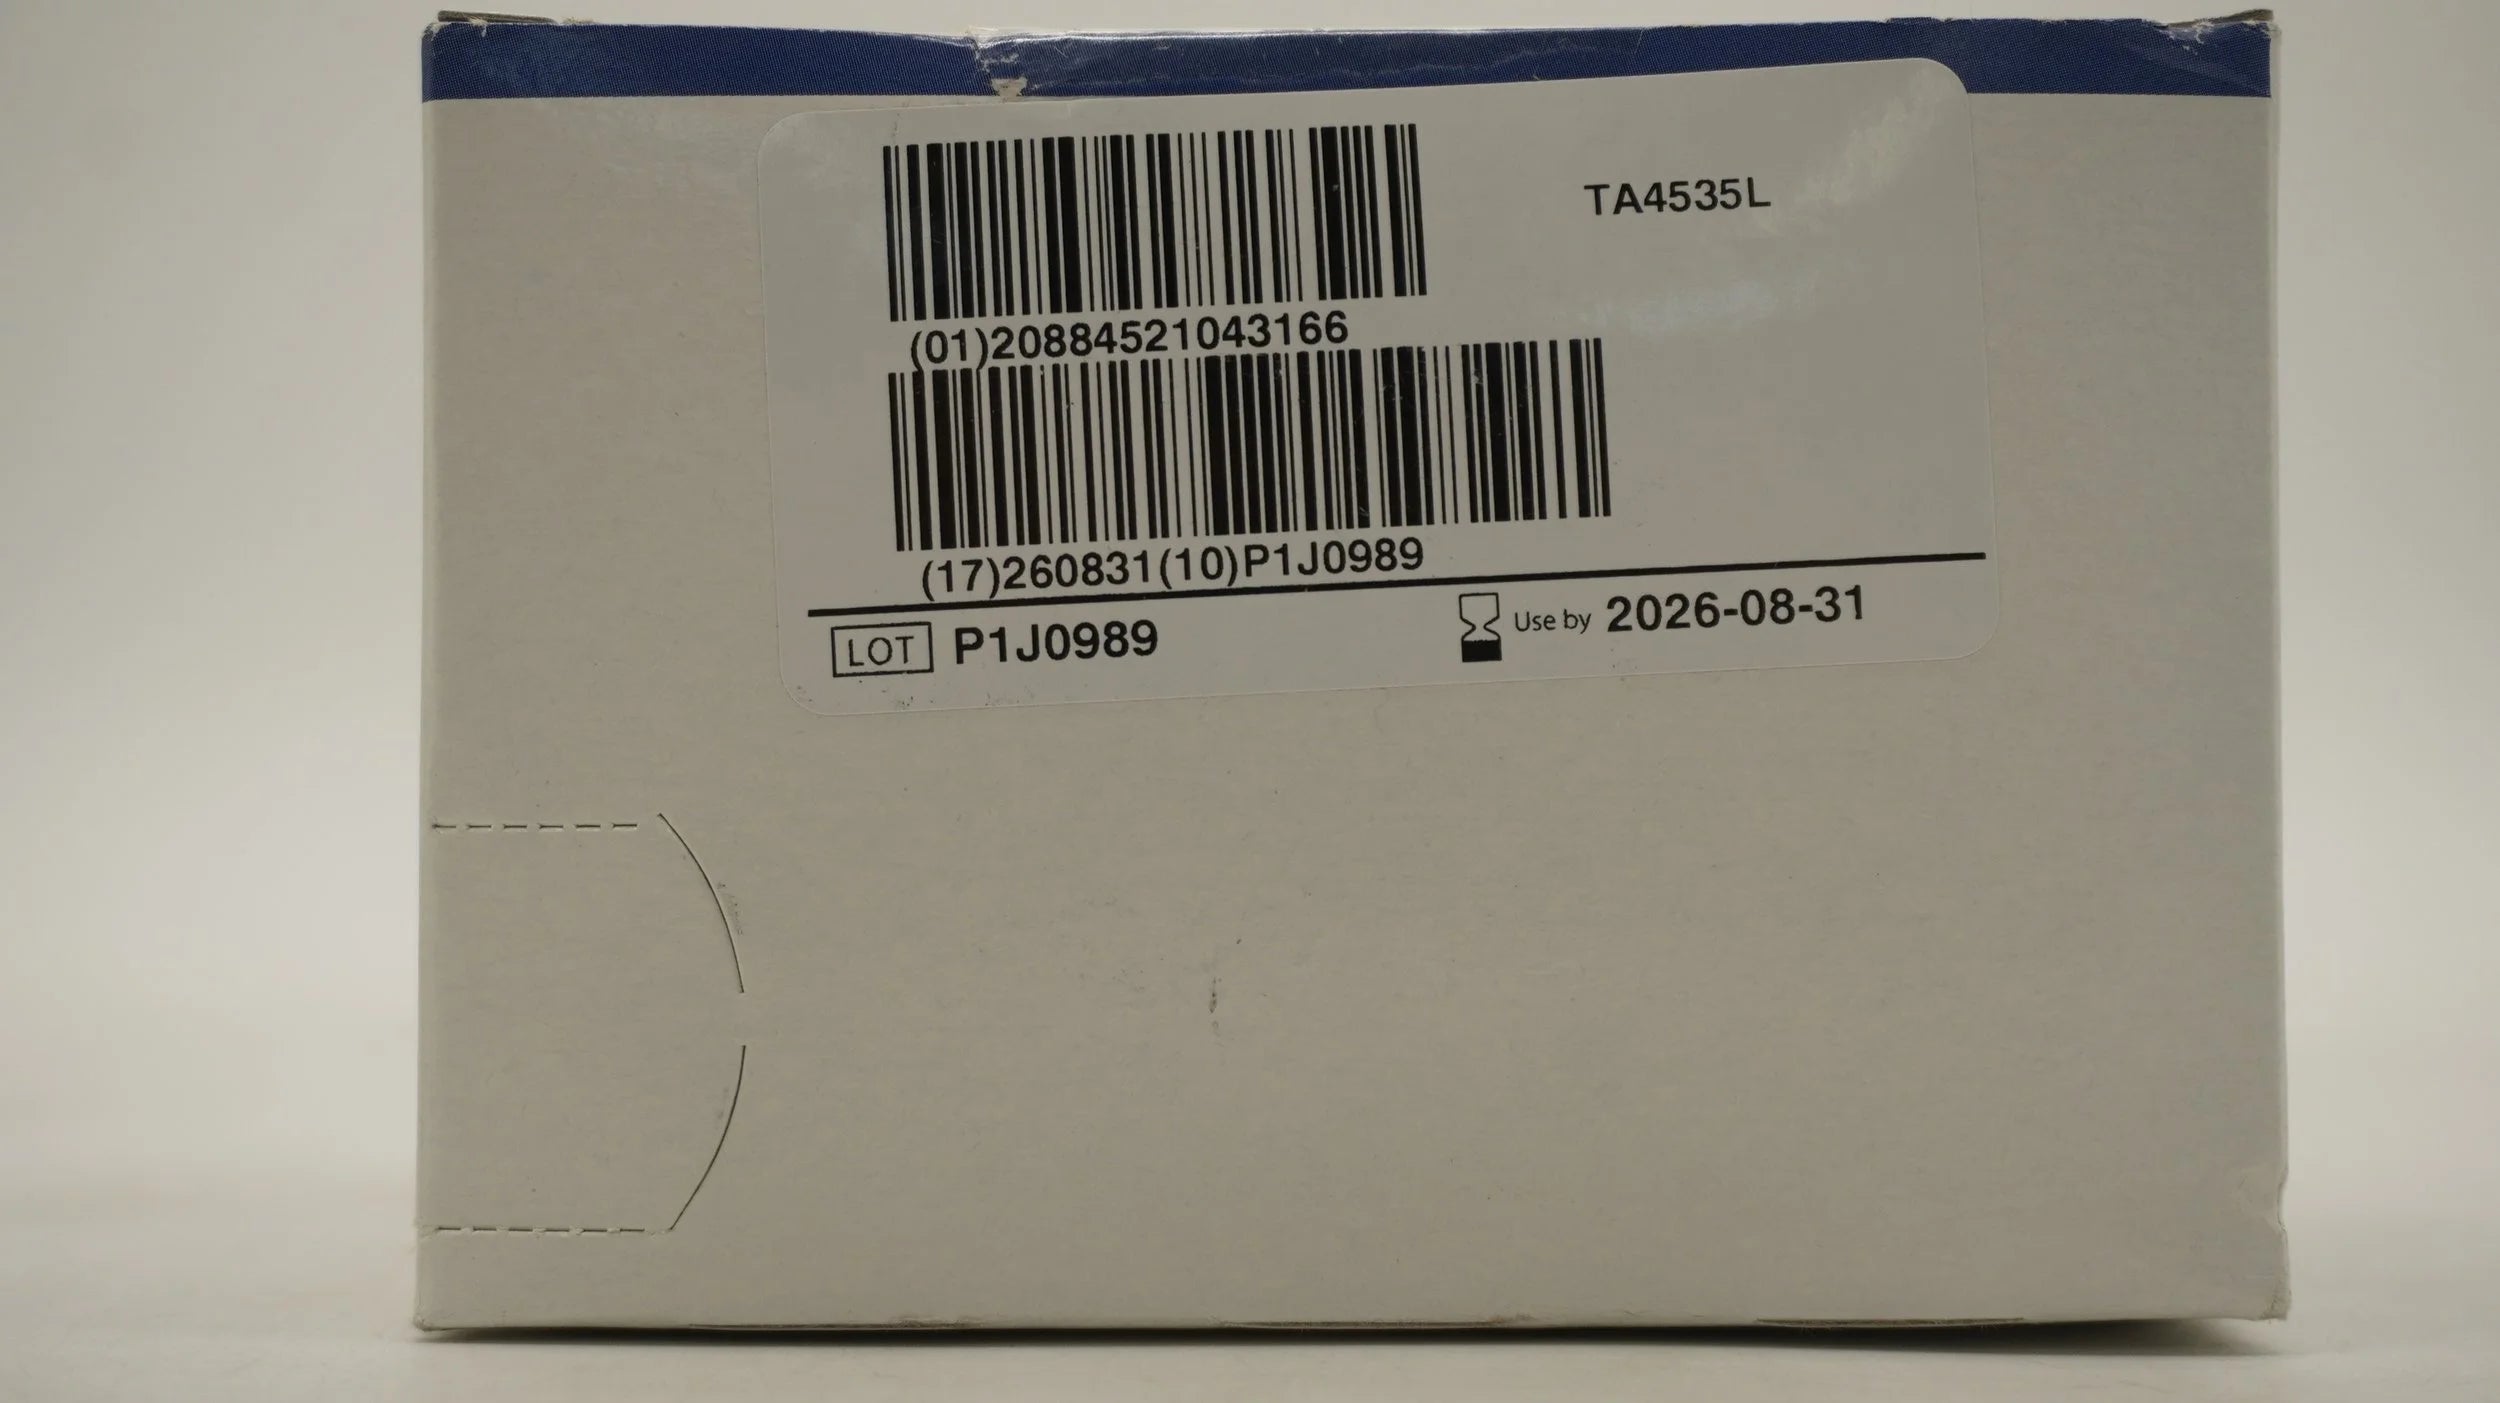 TA4535L
(01)20884521043166
(17)260831(10)P1J0989
LOT P1J0989
Use by 2026-08-31